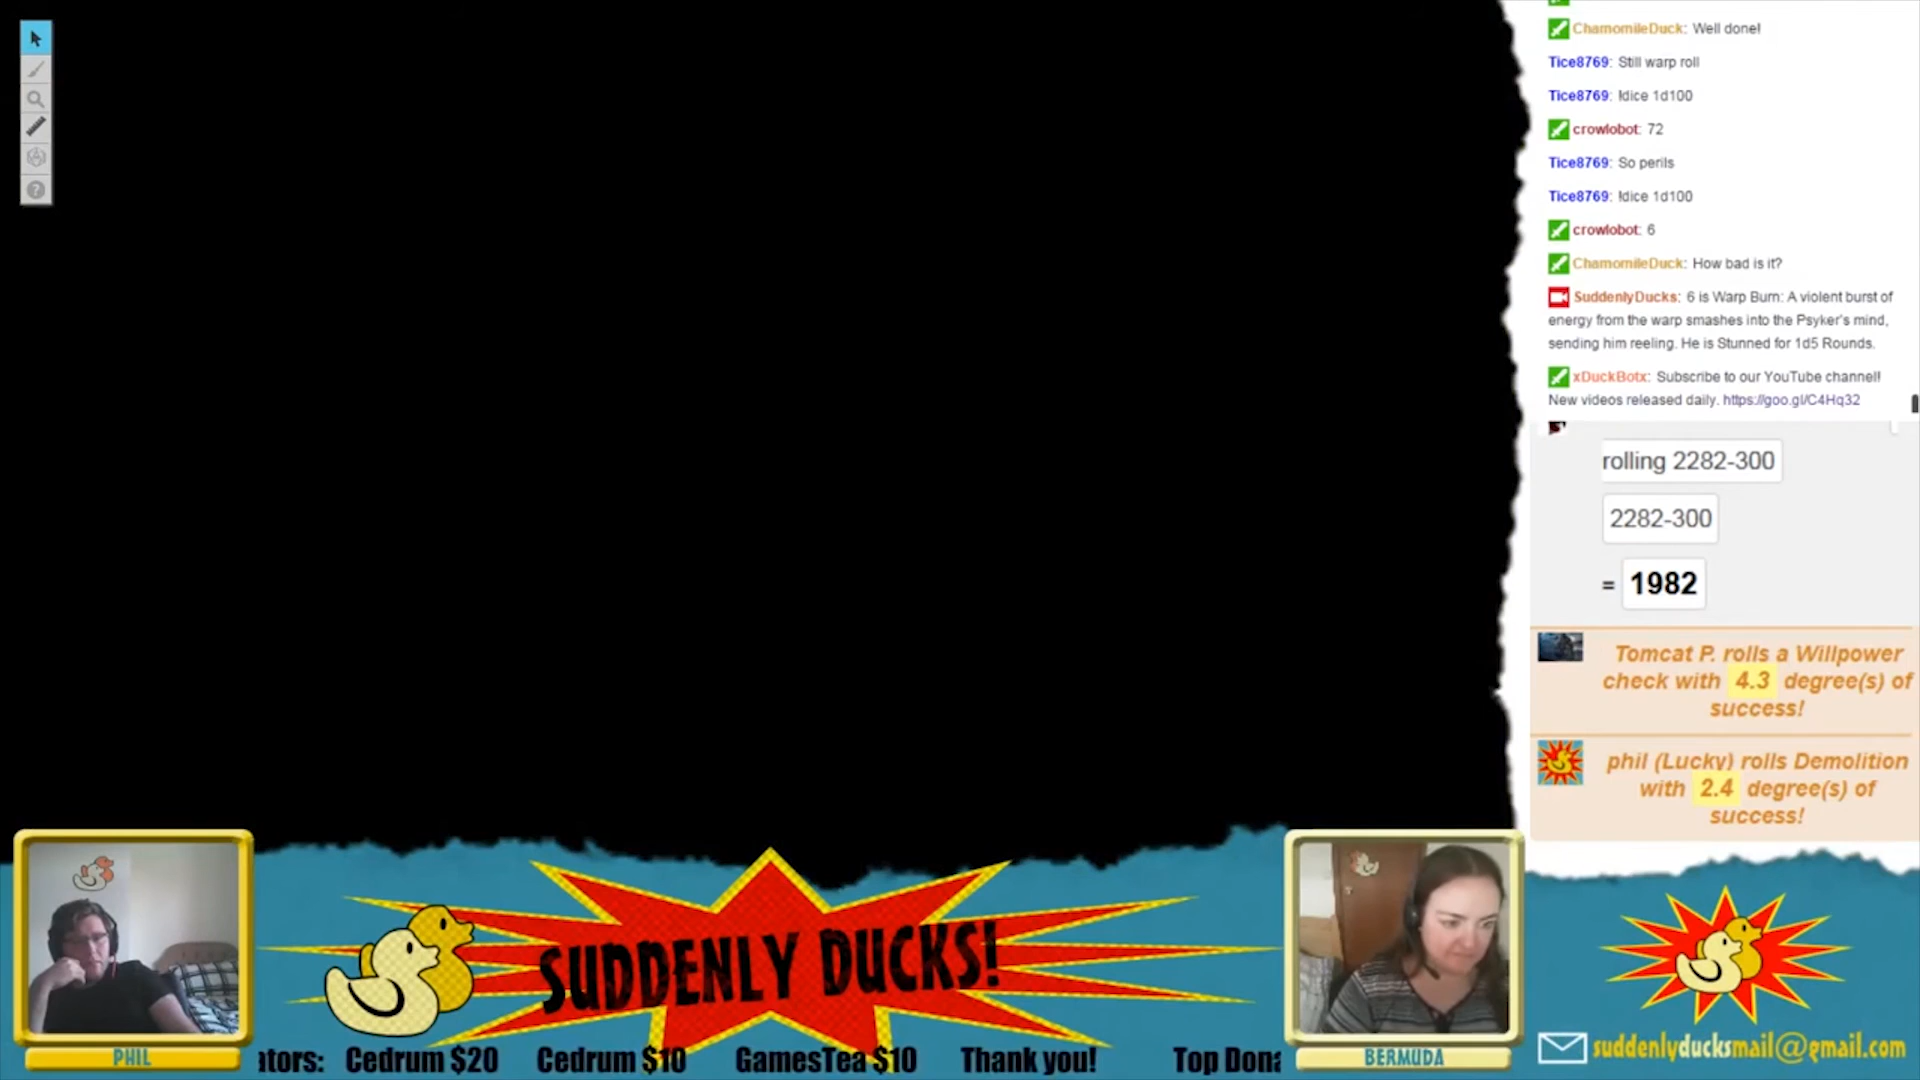 ChamomileDuck: Well done!
Tice8769: Still warp roll
Tice8769: !dice 1d100
crowlobot: 72
Tice8769: So perils
Tice8769: !dice 1d100
crowlobot: 6
ChamomileDuck: How bad is it?
SuddenlyDucks: 6 is Warp Burn: A violent burst of
energy from the warp smashes into the Psyker's mind,
sending him reeling. He is Stunned for 1d5 Rounds.
xDuckBotx: Subscribe to our YouTube channel!
New videos released daily. https://goo.gl/C4Hq32
rolling 2282-300
2282-300
= 1982
Tomcat P. rolls a Willpower
check with 4.3 degree(s) of
success!
phil (Lucky) rolls Demolition
with 2.4 degree(s) of
success!
SUDDENLY DUCKS!
PHIL
BERMUDA
ators: Cedrum $20 Cedrum $10 GamesTea $10 Thank you! Top Dona
suddenlyducksmail@gmail.com